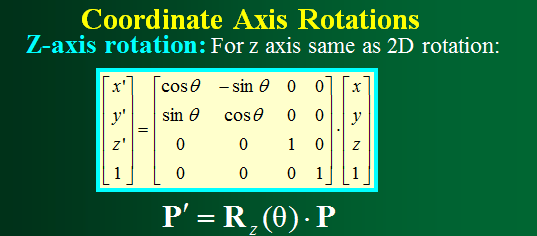 Coordinate Axis Rotations
Z-axis rotation: For z axis same as 2D rotation:
x' cosθ − sin θ 0 0 x
y' sin θ cosθ 0 0 y
= ·
z' 0 0 1 0 z
1 0 0 0 1 1
P′ = R_z (θ) · P